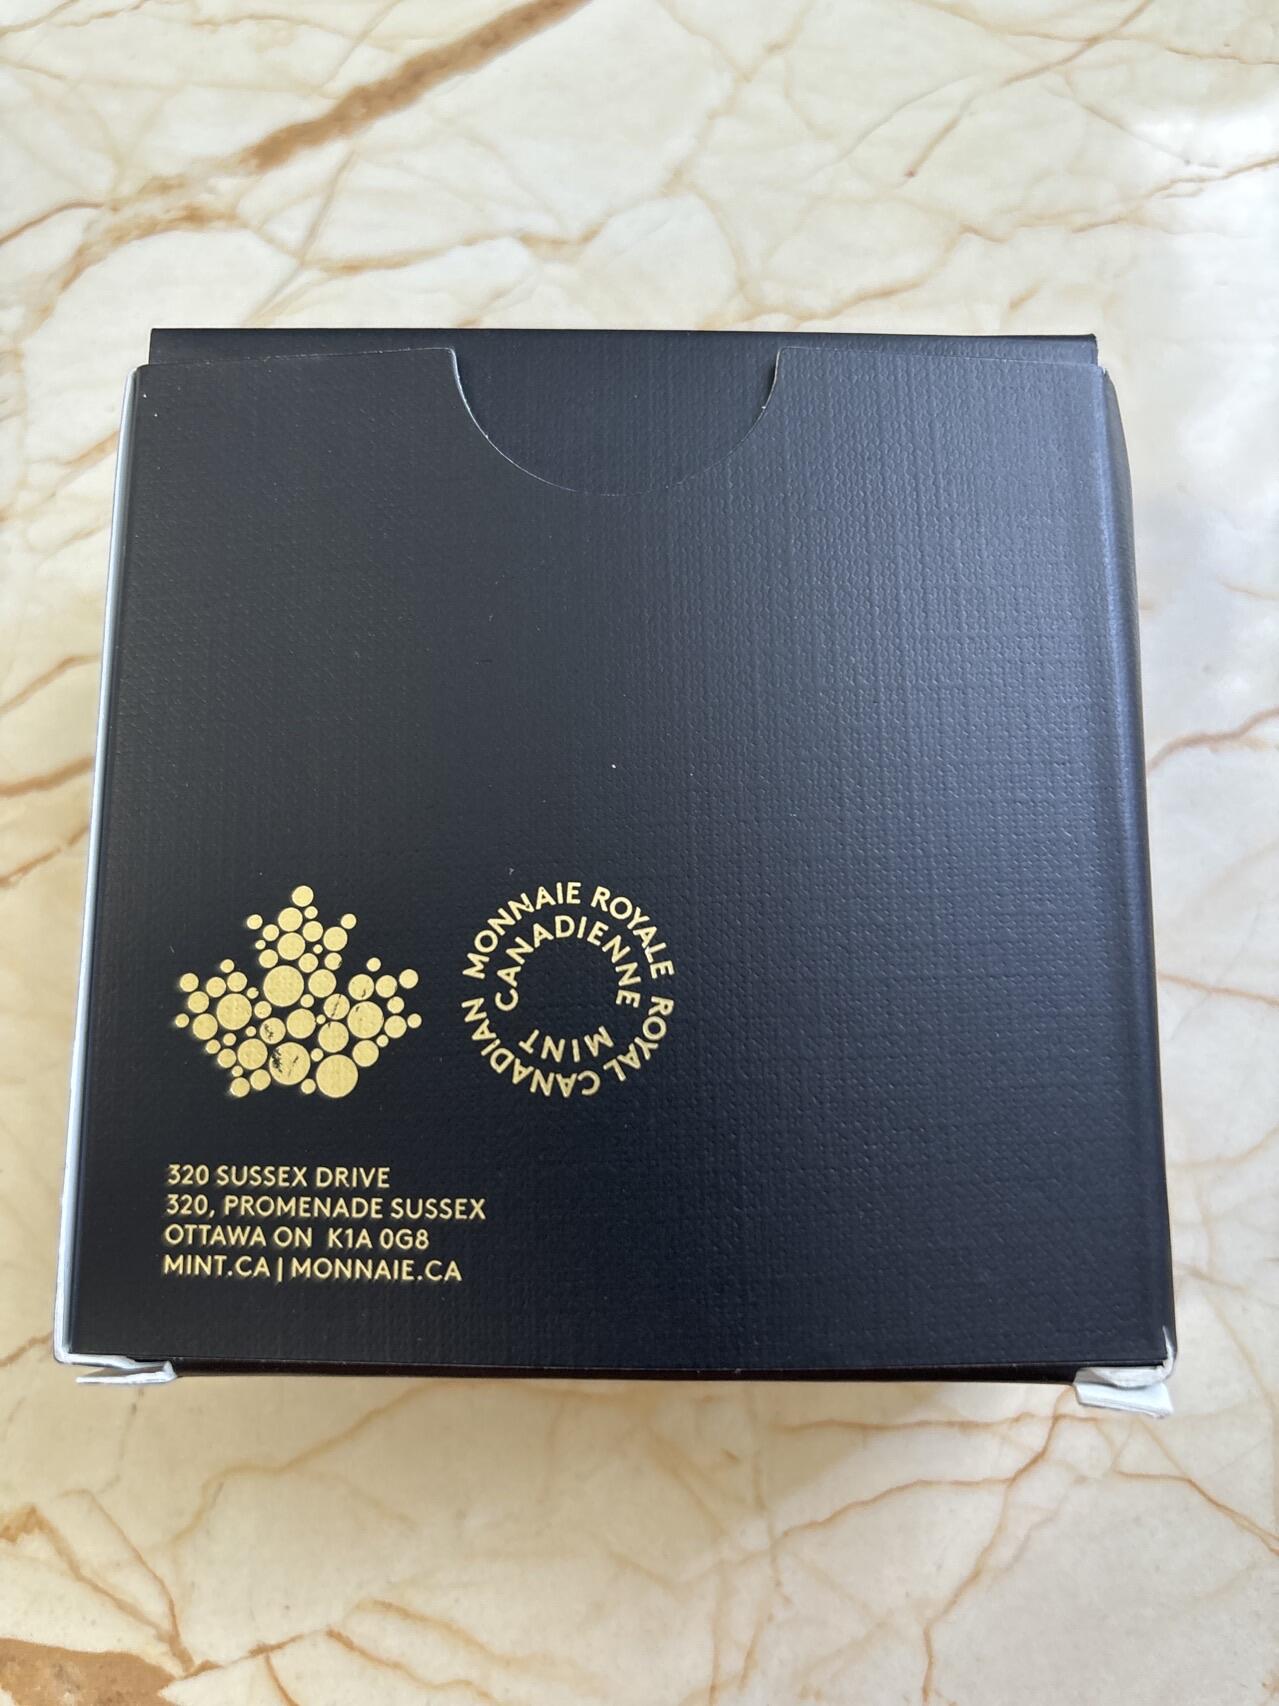 MONNAIE ROYALE
CANADIENNE
ROYAL CANADIAN
MINT
320 SUSSEX DRIVE
320, PROMENADE SUSSEX
OTTAWA ON K1A 0G8
MINT.CA | MONNAIE.CA